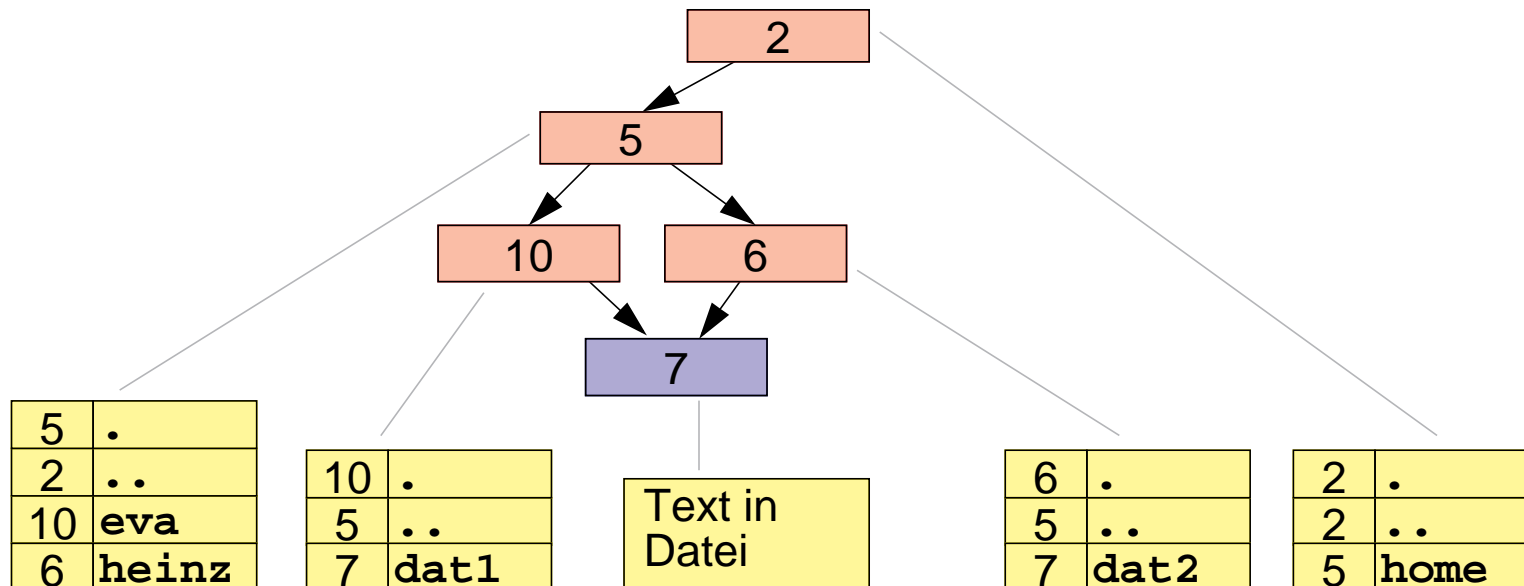 2
5
10 6
7
5 .
2 ..
10 eva
6 heinz
10 .
5 ..
7 dat1
Text in
Datei
6 .
5 ..
7 dat2
2 .
2 ..
5 home